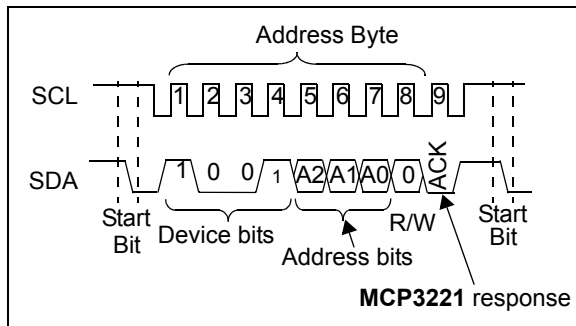 Address Byte
SCL 1 2 3 4 5 6 7 8 9
SDA 1 0 0 1 A2 A1 A0 0 ACK
Start Bit
Device bits
Address bits
R/W
Start Bit
MCP3221 response